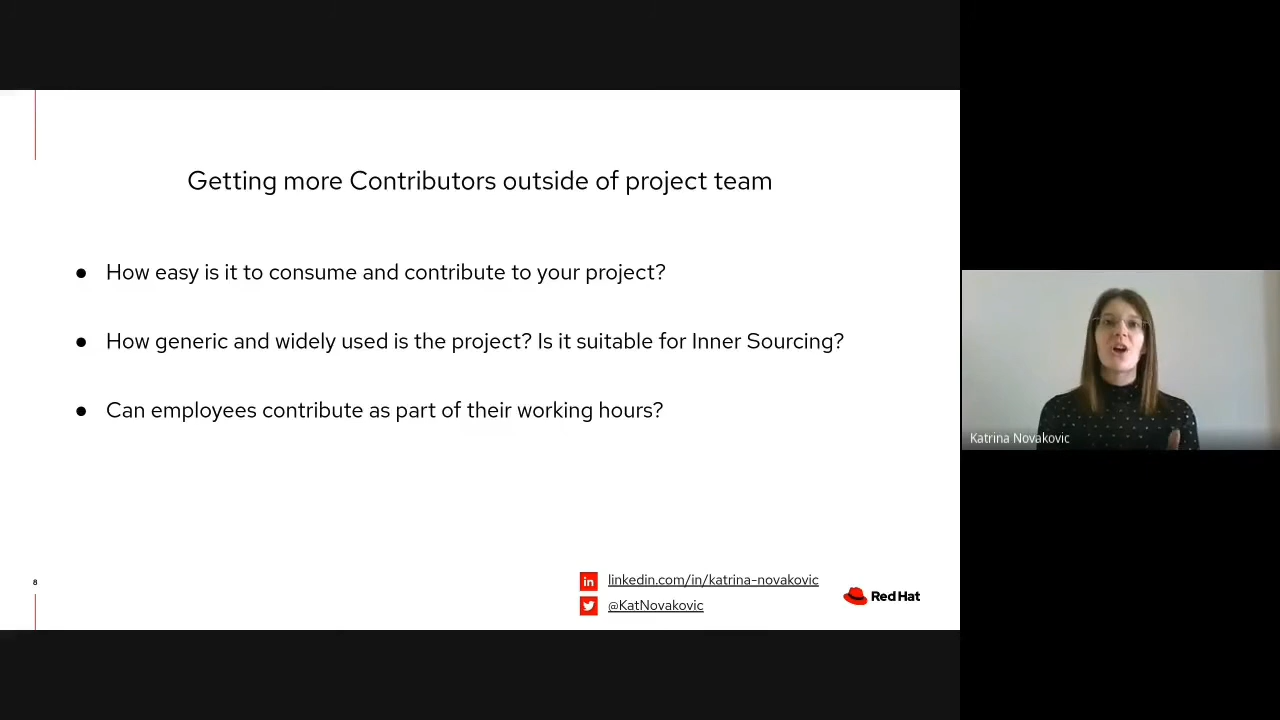 Getting more Contributors outside of project team
● How easy is it to consume and contribute to your project?
● How generic and widely used is the project? Is it suitable for Inner Sourcing?
● Can employees contribute as part of their working hours?
Katrina Novakovic
8
in linkedin.com/in/katrina-novakovic
@KatNovakovic
Red Hat